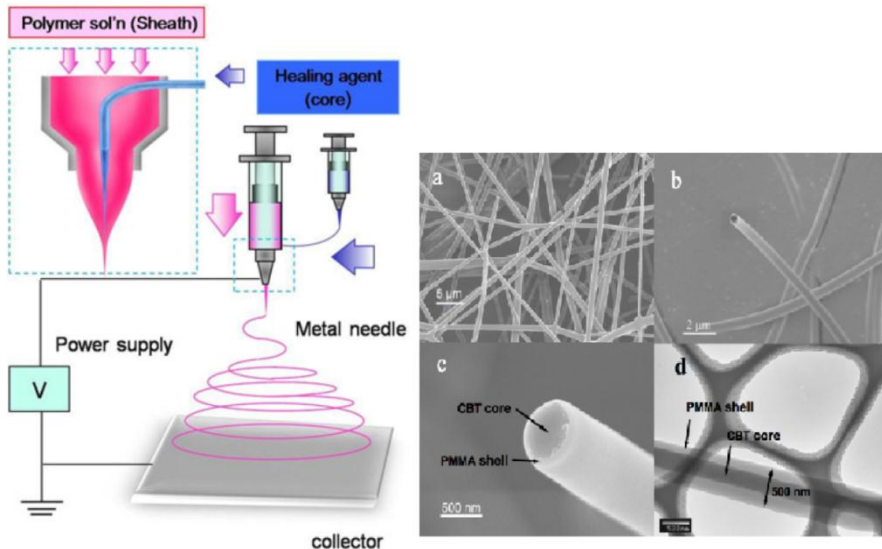 Polymer sol'n (Sheath)
Healing agent
(core)
Metal needle
Power supply
V
collector
a
5 μm
b
2 μm
c
CBT core
PMMA shell
500 nm
d
PMMA shell
CBT core
500 nm